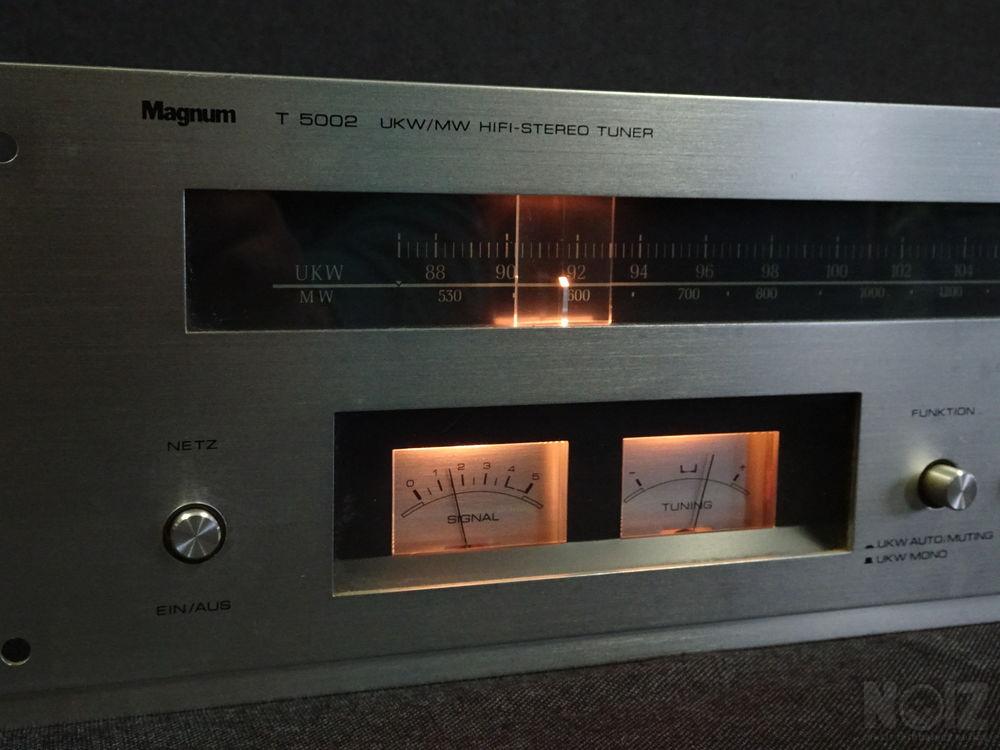 Magnum T 5002 UKW/MW HIFI-STEREO TUNER
UKW 88 90 92 94 96 98 100 102 104
MW 530 600 700 800 1000 1200
NETZ
EIN/AUS
0 1 2 3 4 5
SIGNAL
- +
TUNING
FUNKTION
UKW AUTO/MUTING
UKW MONO
NOIZ